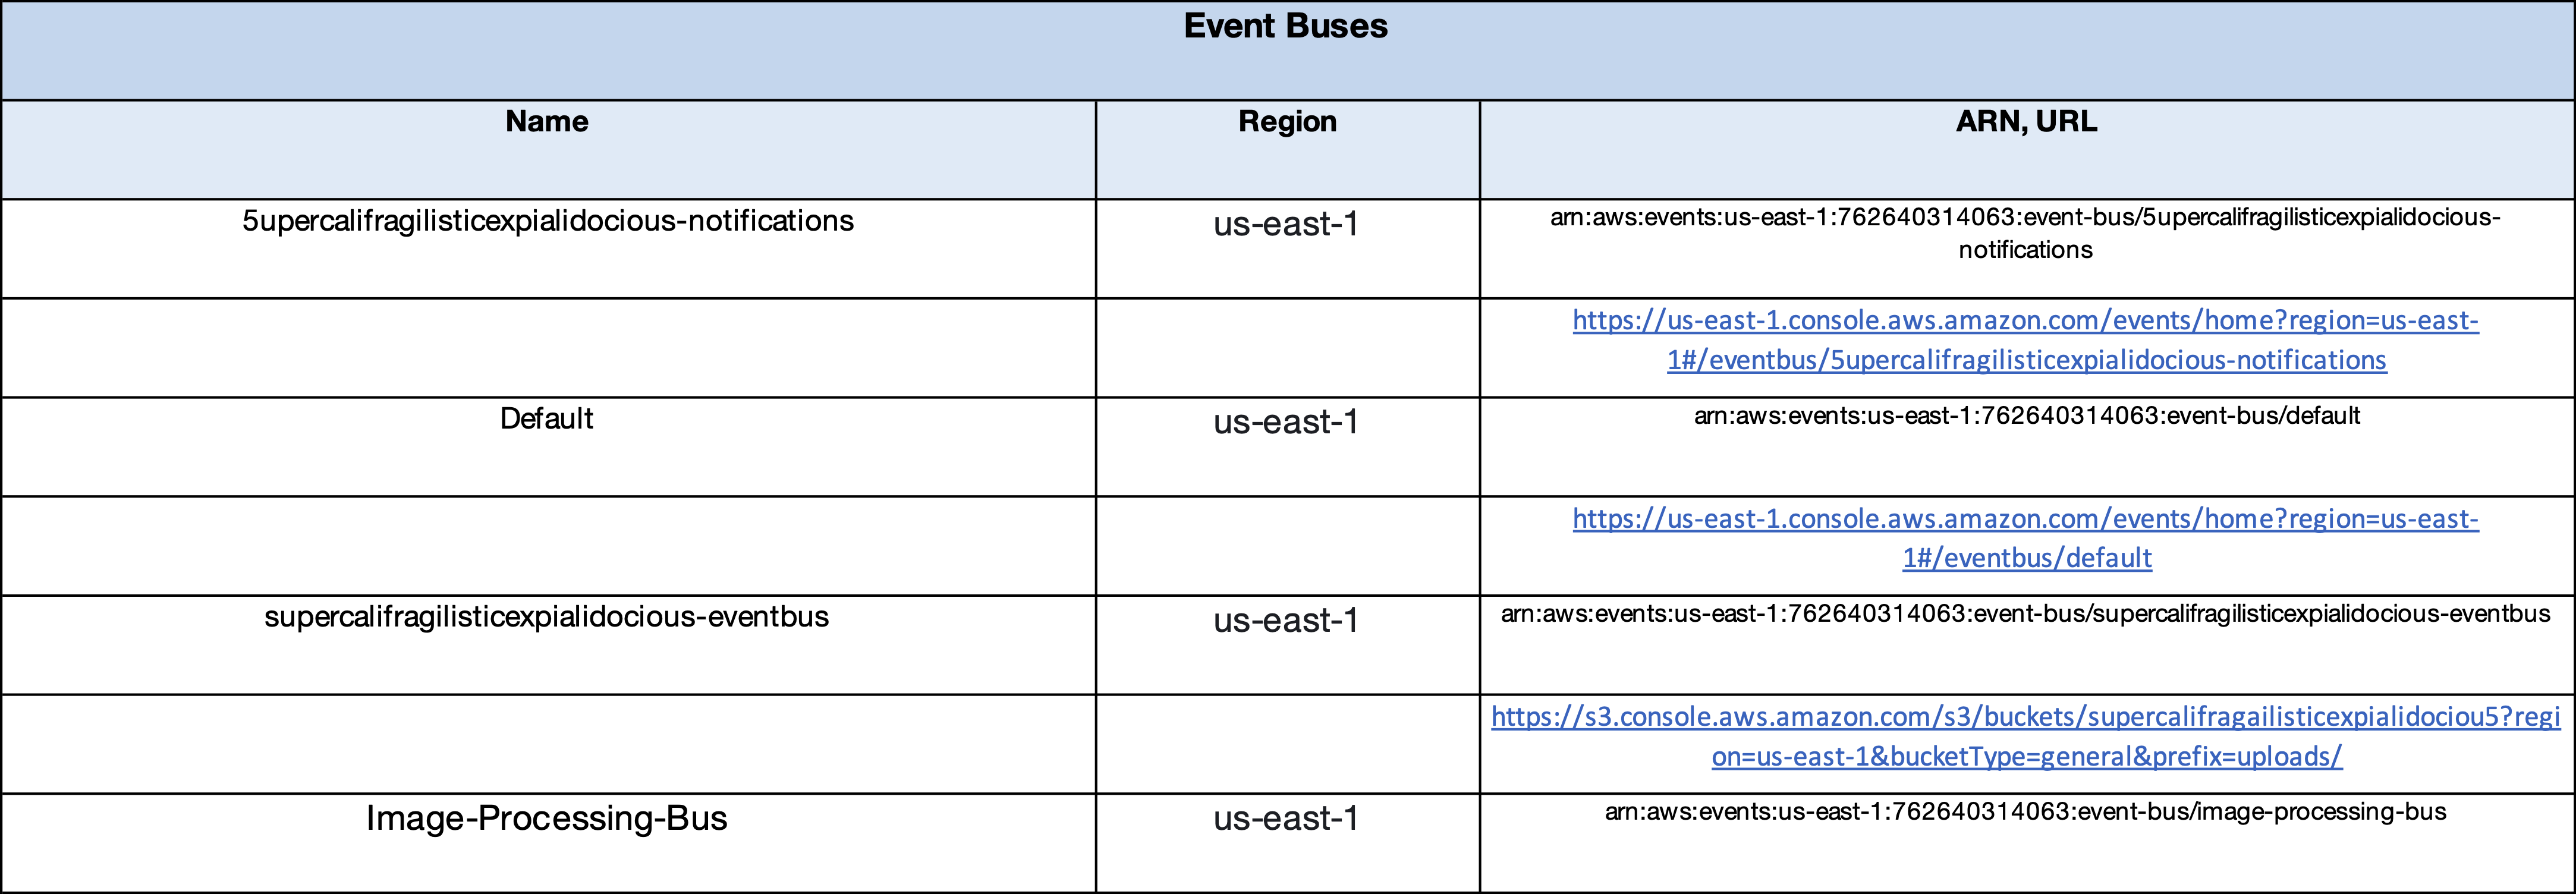 Event Buses
Name Region ARN, URL
5upercalifragilisticexpialidocious-notifications us-east-1 arn:aws:events:us-east-1:762640314063:event-bus/5upercalifragilisticexpialidocious-
notifications
https://us-east-1.console.aws.amazon.com/events/home?region=us-east-
1#/eventbus/5upercalifragilisticexpialidocious-notifications
Default us-east-1 arn:aws:events:us-east-1:762640314063:event-bus/default
https://us-east-1.console.aws.amazon.com/events/home?region=us-east-
1#/eventbus/default
supercalifragilisticexpialidocious-eventbus us-east-1 arn:aws:events:us-east-1:762640314063:event-bus/supercalifragilisticexpialidocious-eventbus
https://s3.console.aws.amazon.com/s3/buckets/supercalifragailisticexpialidociou5?regi
on=us-east-1&bucketType=general&prefix=uploads/
Image-Processing-Bus us-east-1 arn:aws:events:us-east-1:762640314063:event-bus/image-processing-bus